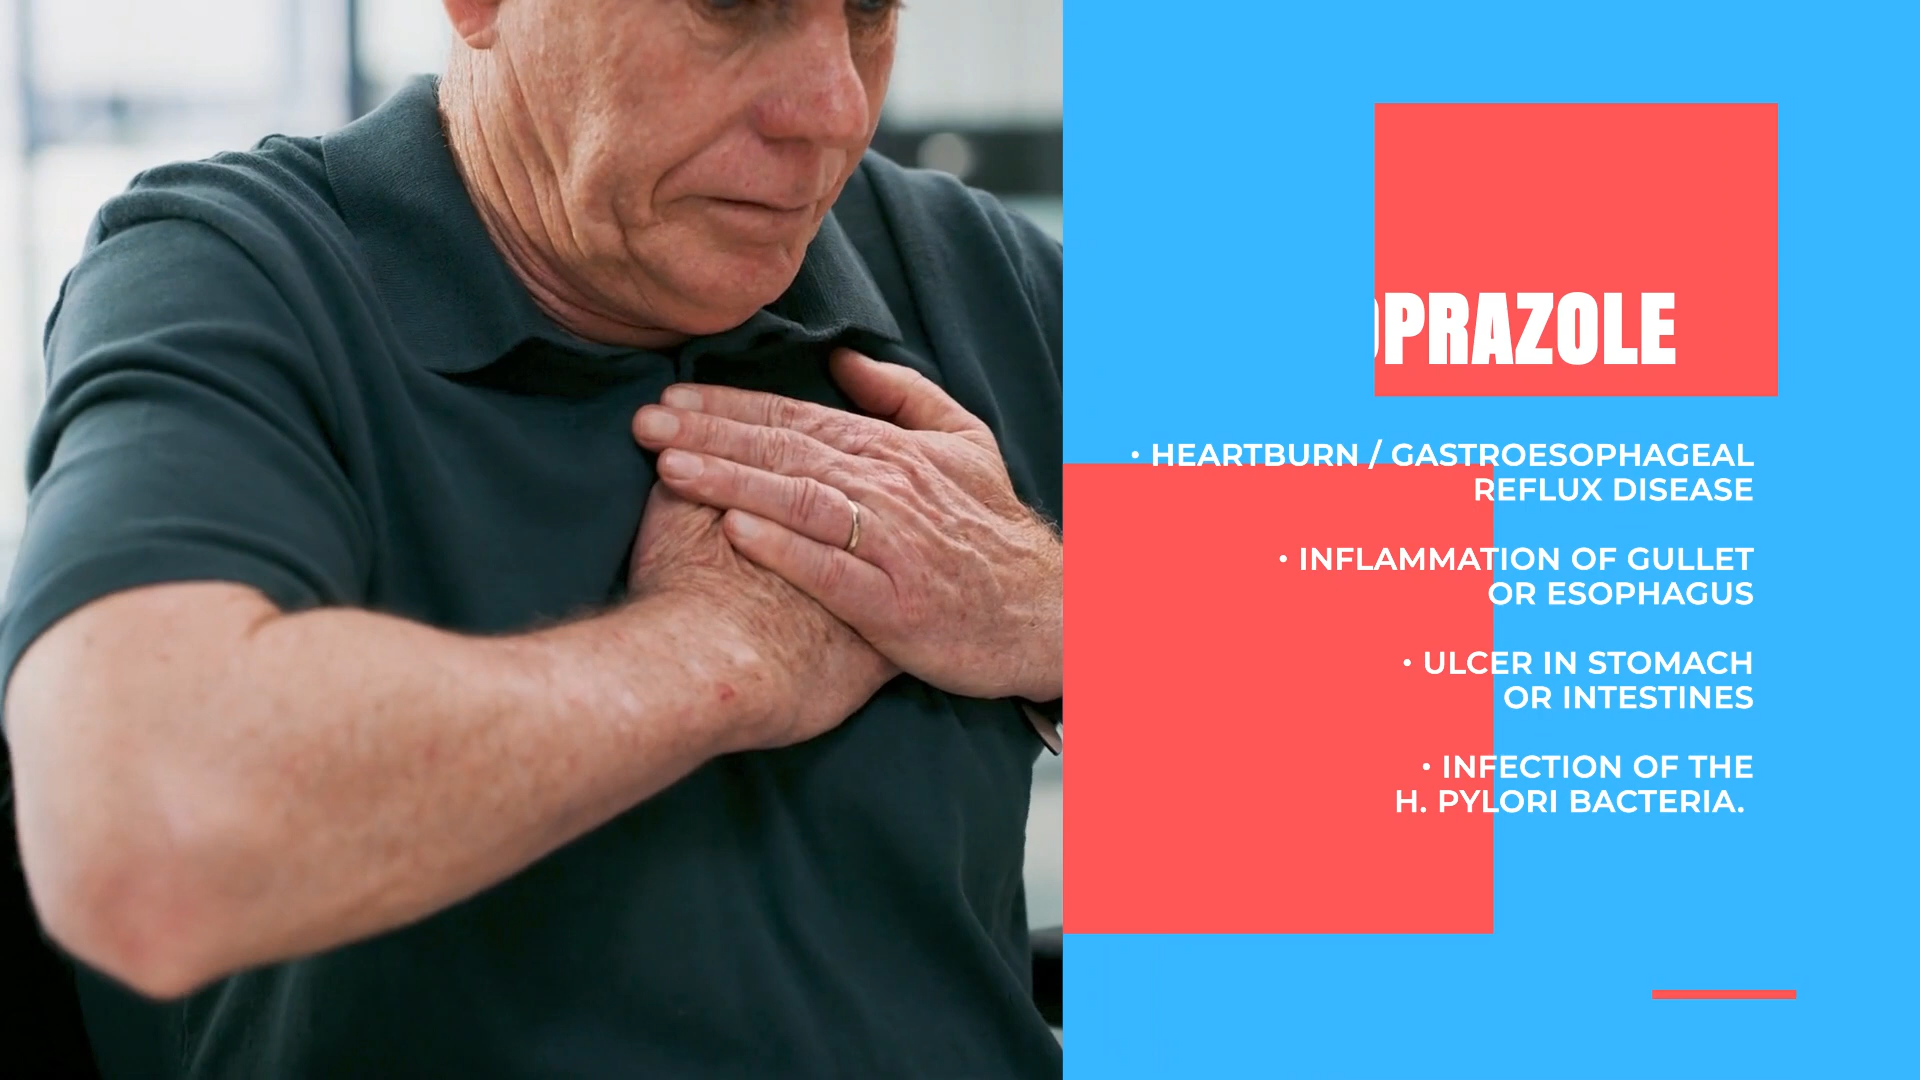 OPRAZOLE
• HEARTBURN / GASTROESOPHAGEAL
REFLUX DISEASE
• INFLAMMATION OF GULLET
OR ESOPHAGUS
• ULCER IN STOMACH
OR INTESTINES
• INFECTION OF THE
H. PYLORI BACTERIA.